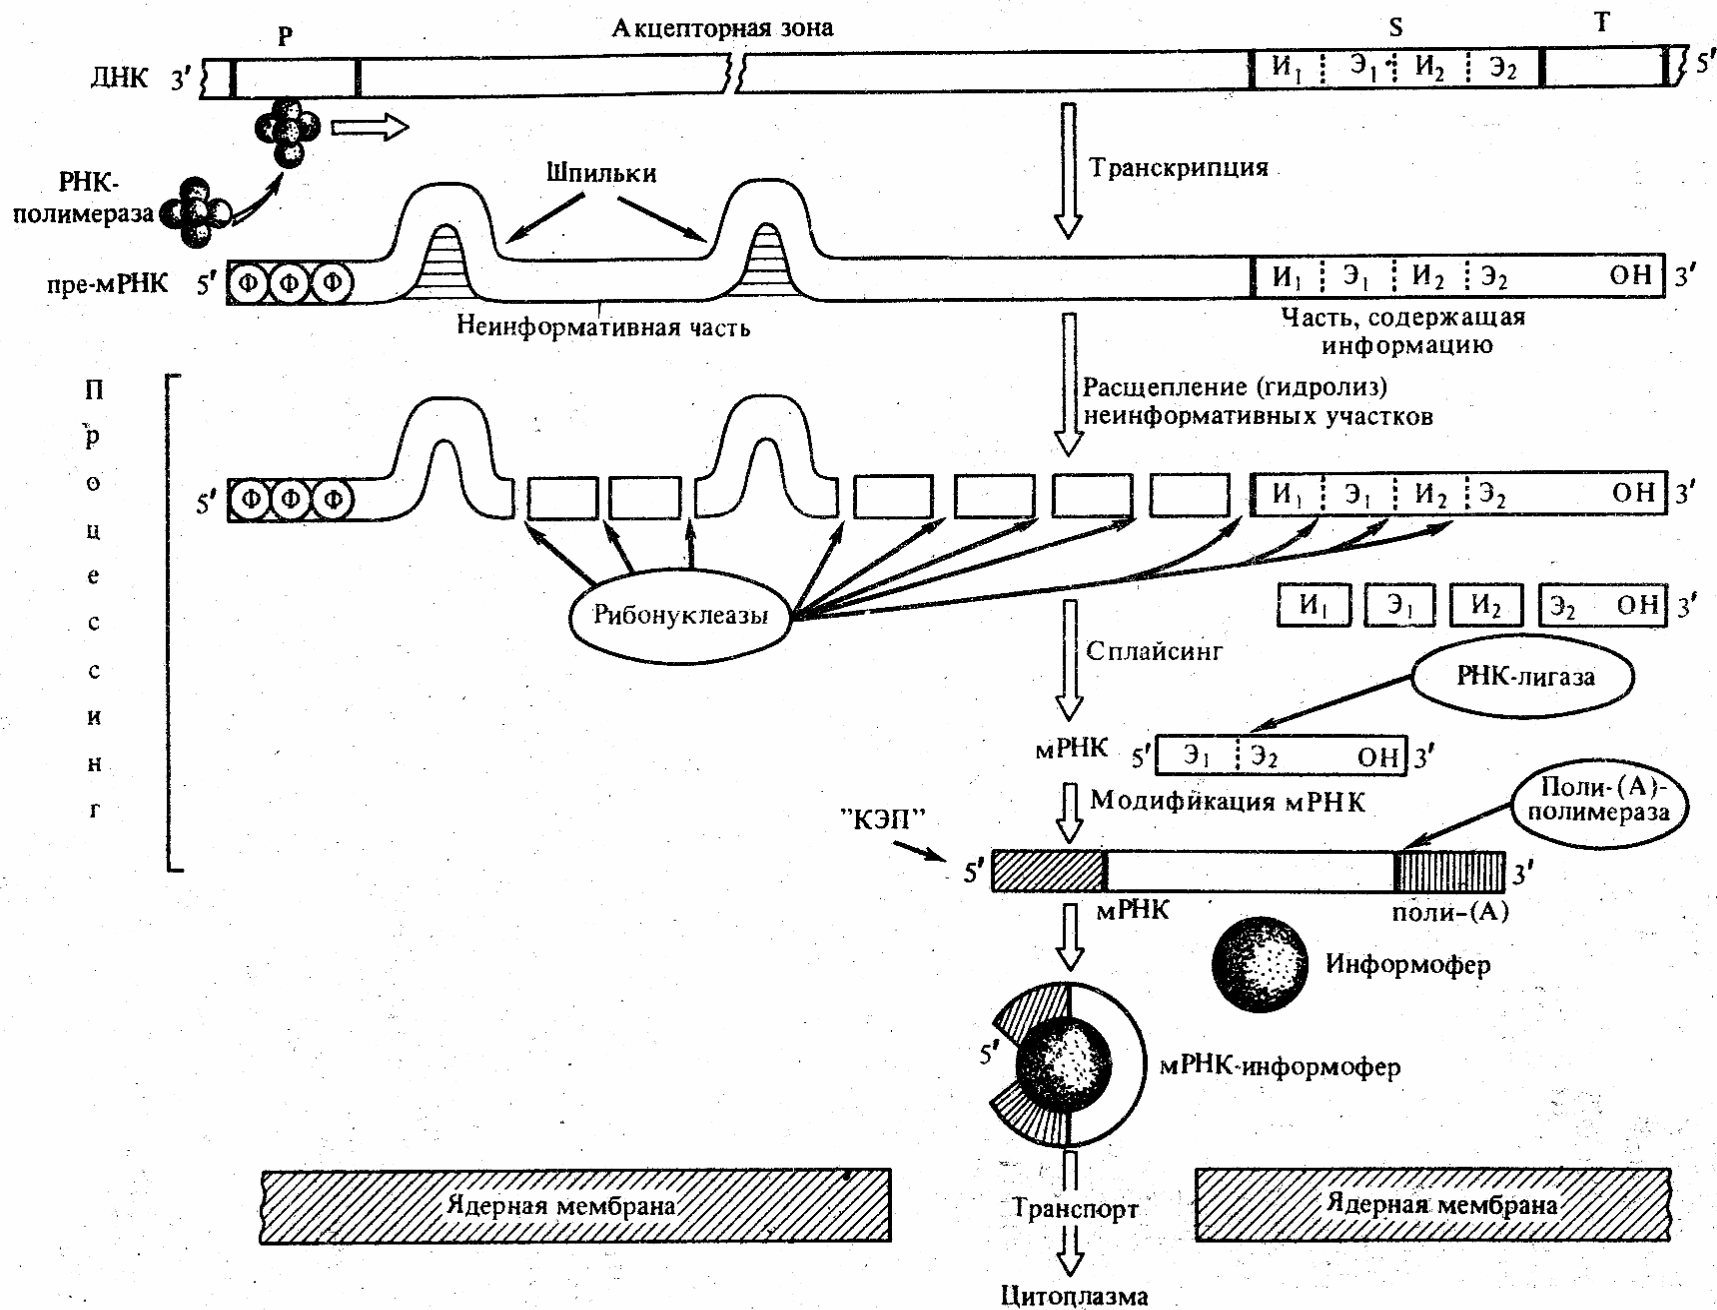 Р Акцепторная зона S Т
ДНК 3′ И1 Э1 И2 Э2 5′
РНК-
полимераза
Шпильки
Транскрипция
пре-мРНК 5′ Ф Ф Ф И1 Э1 И2 Э2 ОН 3′
Неинформативная часть
Часть, содержащая
информацию
Процессинг
Расщепление (гидролиз)
неинформативных участков
5′ Ф Ф Ф И1 Э1 И2 Э2 ОН 3′
Рибонуклеазы
И1 Э1 И2 Э2 ОН 3′
Сплайсинг
РНК-лигаза
мРНК 5′ Э1 Э2 ОН 3′
Модификация мРНК
Поли-(А)-
полимераза
"КЭП"
5′ 3′
мРНК поли-(А)
Информофер
5′
мРНК-информофер
Ядерная мембрана Транспорт Ядерная мембрана
Цитоплазма